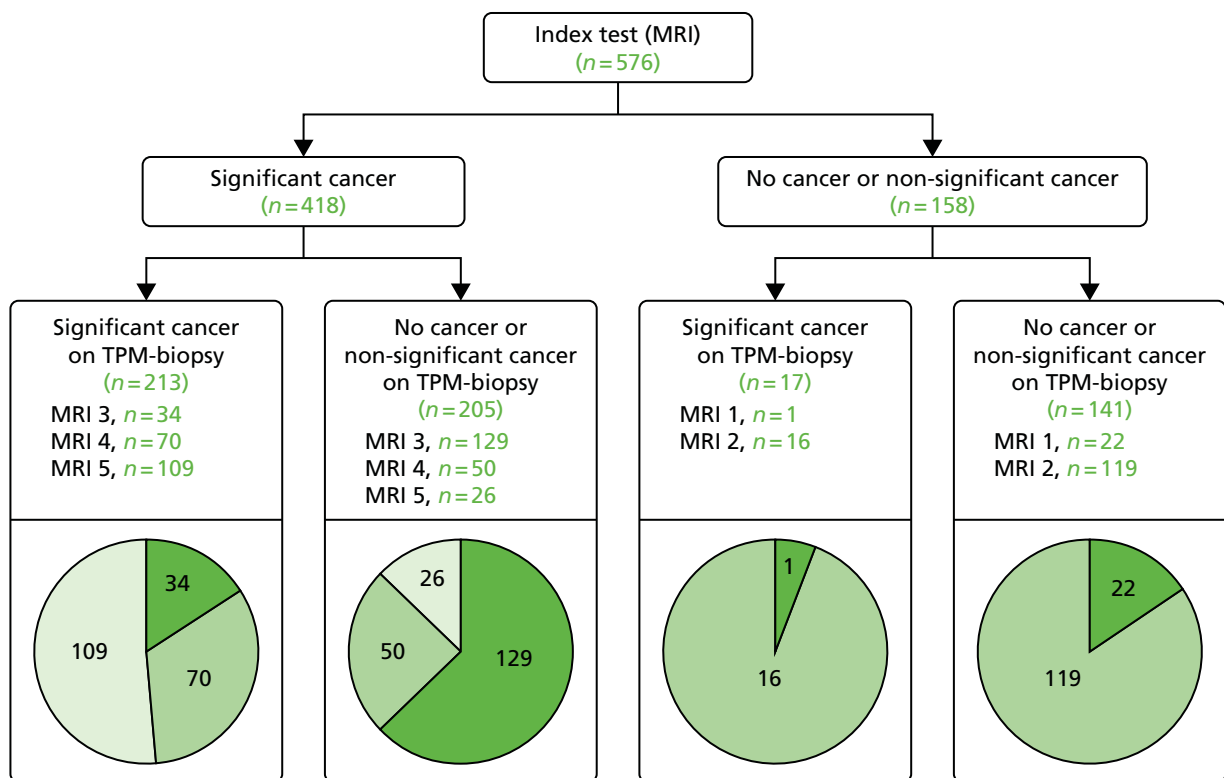 Index test (MRI)
(n=576)
Significant cancer
(n=418)
No cancer or non-significant cancer
(n=158)
Significant cancer
on TPM-biopsy
(n=213)
MRI 3, n=34
MRI 4, n=70
MRI 5, n=109
No cancer or
non-significant cancer
on TPM-biopsy
(n=205)
MRI 3, n=129
MRI 4, n=50
MRI 5, n=26
Significant cancer
on TPM-biopsy
(n=17)
MRI 1, n=1
MRI 2, n=16
No cancer or
non-significant cancer
on TPM-biopsy
(n=141)
MRI 1, n=22
MRI 2, n=119
34
109
70
26
50
129
1
16
22
119